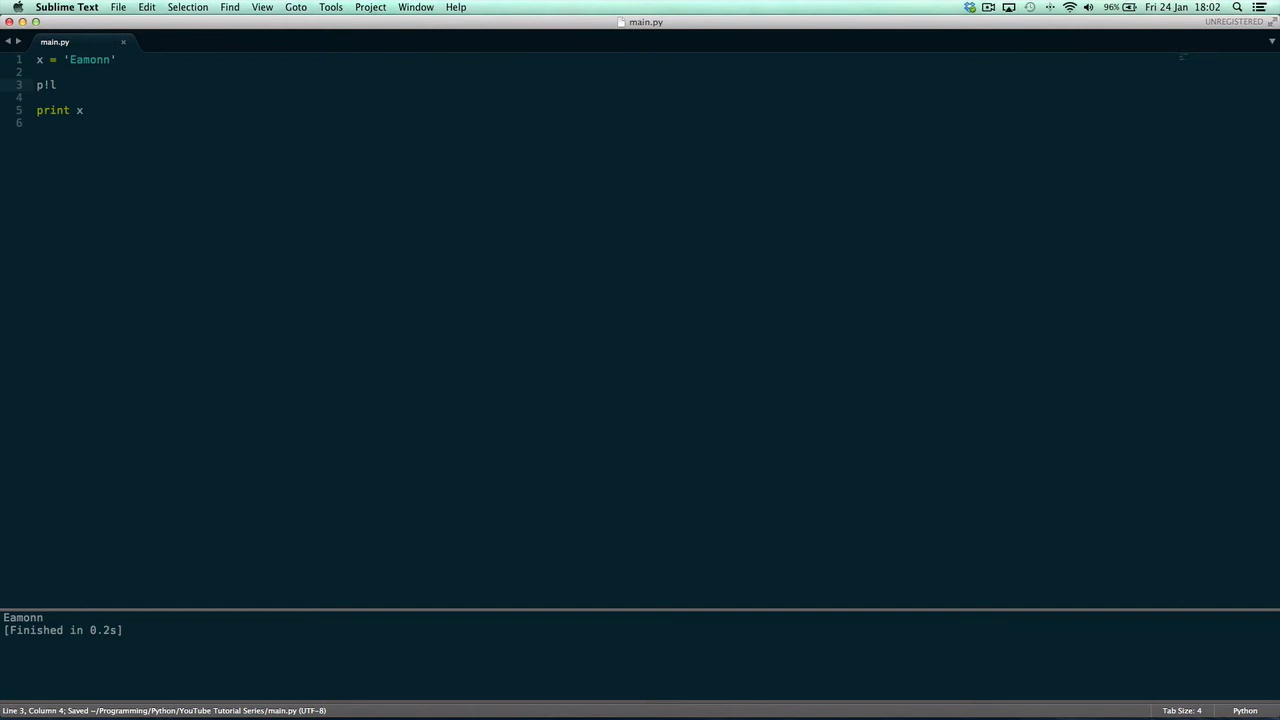 Sublime Text File Edit Selection Find View Goto Tools Project Window Help 96% Fri 24 Jan 18:02
main.py UNREGISTERED
main.py ×
1 x = 'Eamonn'
2
3 p!l
4
5 print x
6
Eamonn
[Finished in 0.2s]
Line 3, Column 4; Saved ~/Programming/Python/YouTube Tutorial Series/main.py (UTF-8) Tab Size: 4 Python